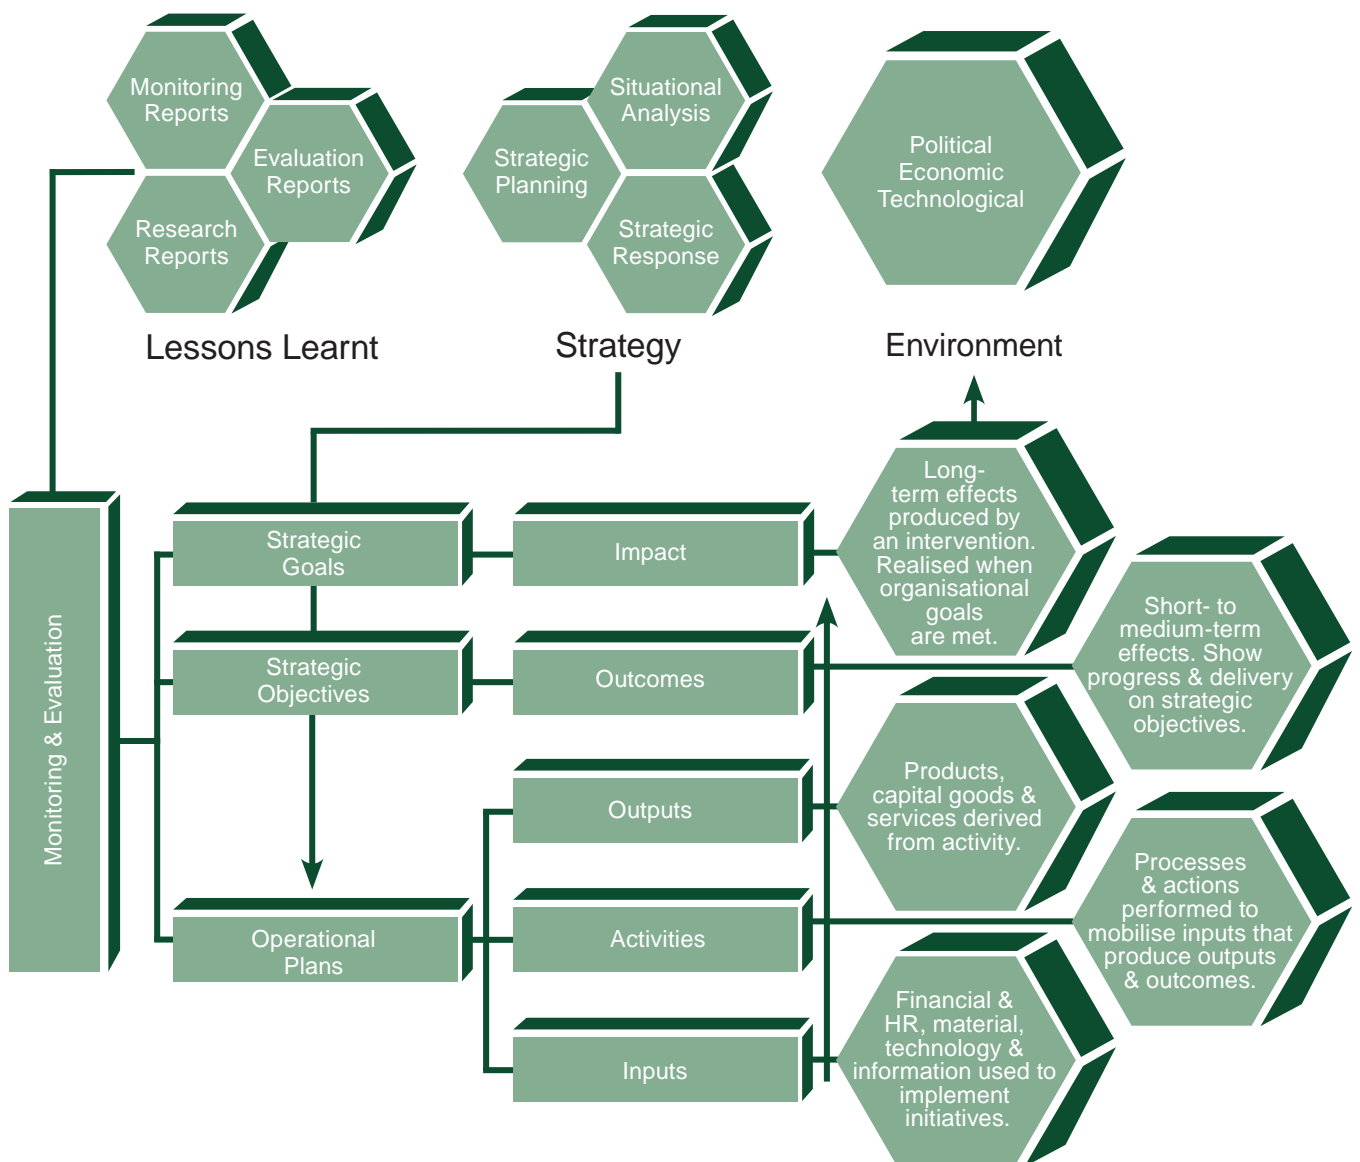 Monitoring
Reports
Evaluation
Reports
Research
Reports
Lessons Learnt
Situational
Analysis
Strategic
Planning
Strategic
Response
Strategy
Political
Economic
Technological
Environment
Monitoring & Evaluation
Strategic
Goals
Impact
Long-
term effects
produced by
an intervention.
Realised when
organisational
goals
are met.
Strategic
Objectives
Outcomes
Short- to
medium-term
effects. Show
progress & delivery
on strategic
objectives.
Outputs
Products,
capital goods &
services derived
from activity.
Operational
Plans
Activities
Processes
& actions
performed to
mobilise inputs that
produce outputs
& outcomes.
Inputs
Financial &
HR, material,
technology &
information used to
implement
initiatives.